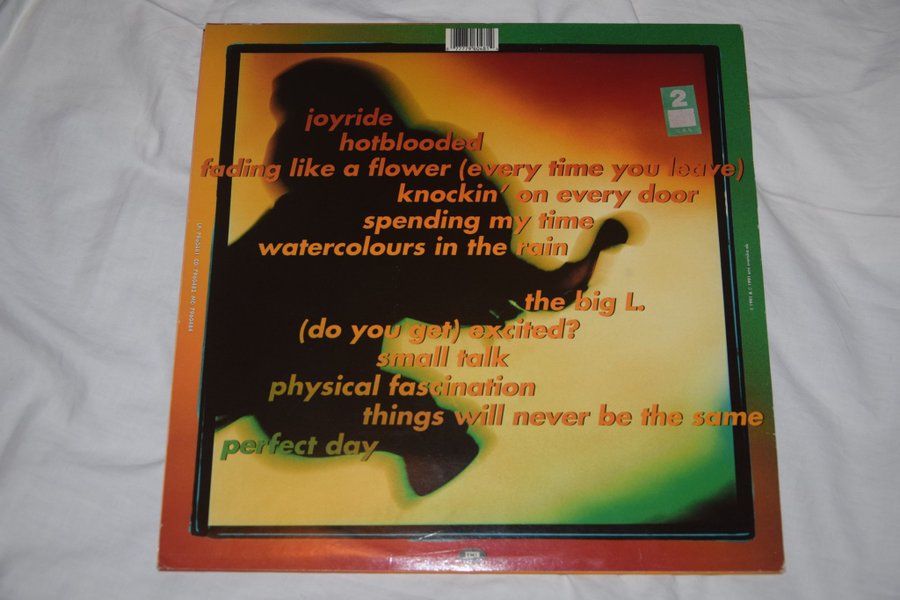 2
joyride
hotblooded
fading like a flower (every time you leave)
knockin' on every door
spending my time
watercolours in the rain
the big L.
(do you get) excited?
small talk
physical fascination
things will never be the same
perfect day